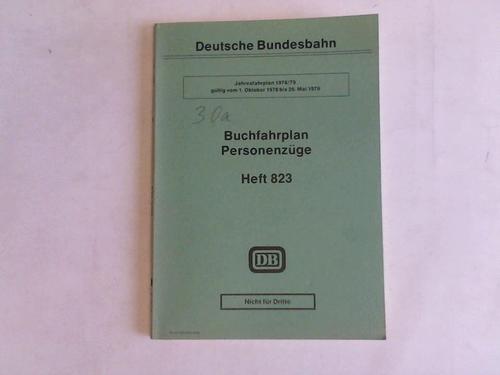 Deutsche Bundesbahn
Jahresfahrplan 1978/79
gültig vom 1. Oktober 1978 bis 26. Mai 1979
30a
Buchfahrplan
Personenzüge
Heft 823
DB
Nicht für Dritte